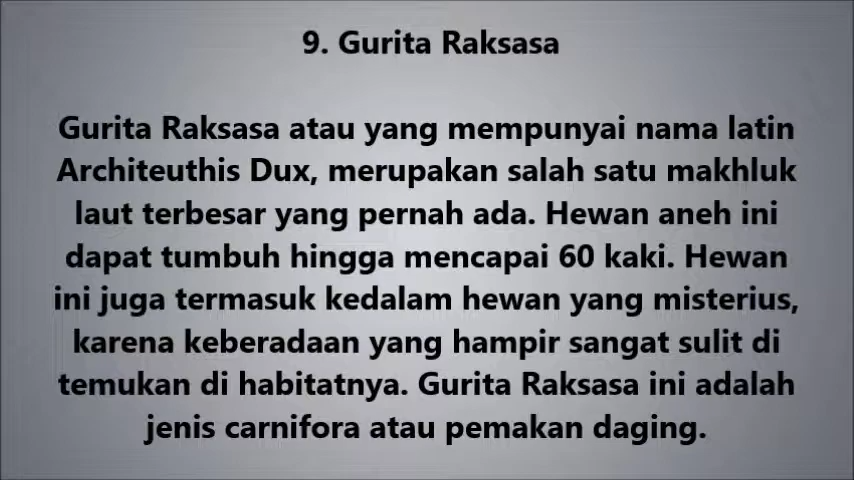 9. Gurita Raksasa
Gurita Raksasa atau yang mempunyai nama latin
Architeuthis Dux, merupakan salah satu makhluk
laut terbesar yang pernah ada. Hewan aneh ini
dapat tumbuh hingga mencapai 60 kaki. Hewan
ini juga termasuk kedalam hewan yang misterius,
karena keberadaan yang hampir sangat sulit di
temukan di habitatnya. Gurita Raksasa ini adalah
jenis carnifora atau pemakan daging.